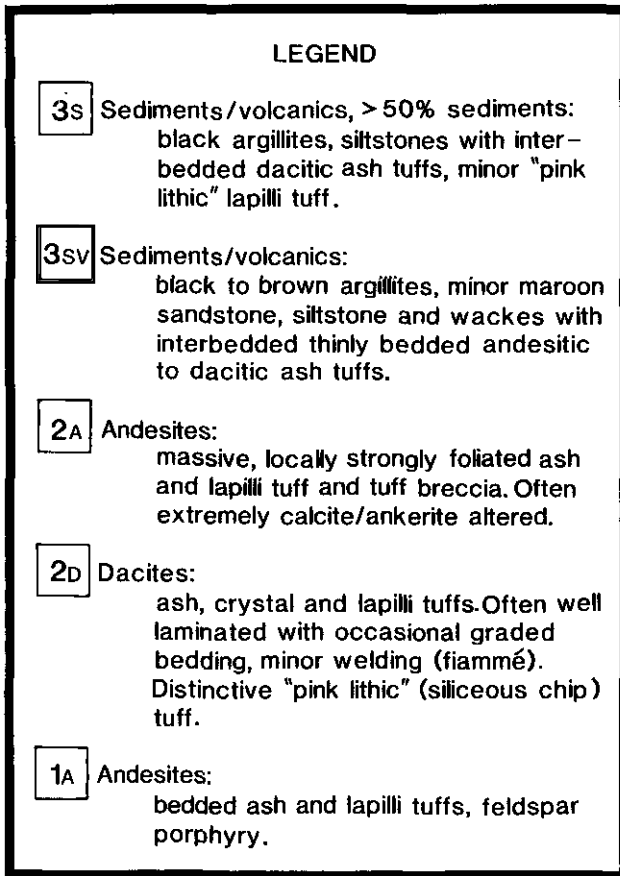 LEGEND
3S Sediments/volcanics, > 50% sediments:
black argillites, siltstones with inter-
bedded dacitic ash tuffs, minor "pink
lithic" lapilli tuff.
3SV Sediments/volcanics:
black to brown argillites, minor maroon
sandstone, siltstone and wackes with
interbedded thinly bedded andesitic
to dacitic ash tuffs.
2A Andesites:
massive, locally strongly foliated ash
and lapilli tuff and tuff breccia. Often
extremely calcite/ankerite altered.
2D Dacites:
ash, crystal and lapilli tuffs. Often well
laminated with occasional graded
bedding, minor welding (fiammé).
Distinctive "pink lithic" (siliceous chip)
tuff.
1A Andesites:
bedded ash and lapilli tuffs, feldspar
porphyry.